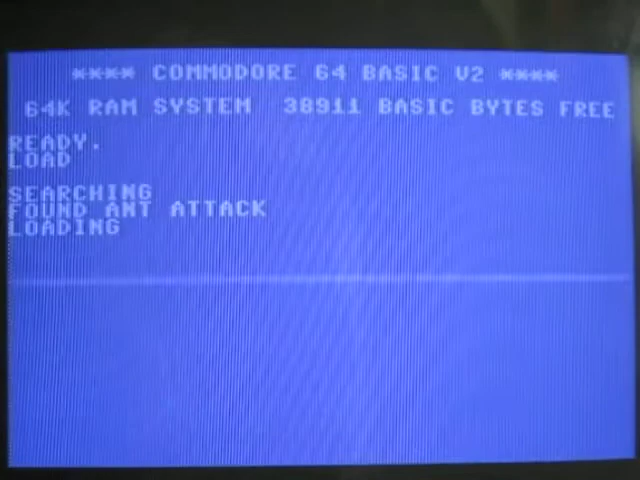 **** COMMODORE 64 BASIC V2 ****
64K RAM SYSTEM 38911 BASIC BYTES FREE
READY.
LOAD
SEARCHING
FOUND ANT ATTACK
LOADING